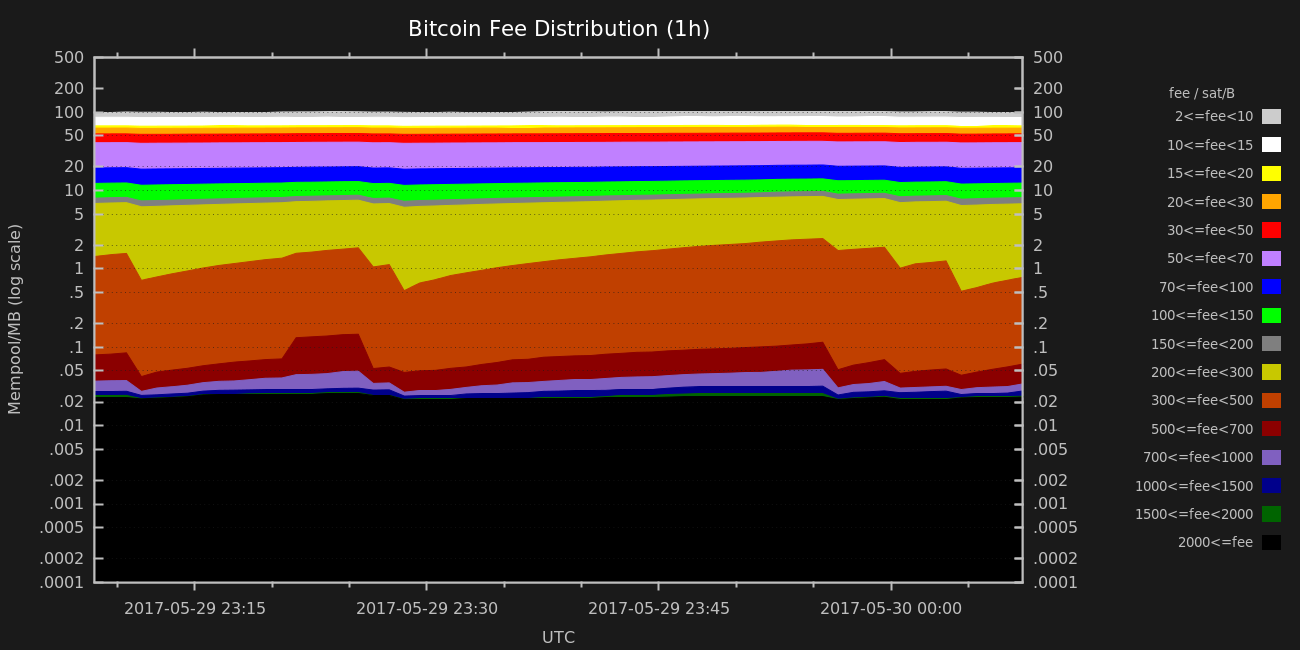 Bitcoin Fee Distribution (1h)
Mempool/MB (log scale)
500
200
100
50
20
10
5
2
1
.5
.2
.1
.05
.02
.01
.005
.002
.001
.0005
.0002
.0001
500
200
100
50
20
10
5
2
1
.5
.2
.1
.05
.02
.01
.005
.002
.001
.0005
.0002
.0001
fee / sat/B
2<=fee<10
10<=fee<15
15<=fee<20
20<=fee<30
30<=fee<50
50<=fee<70
70<=fee<100
100<=fee<150
150<=fee<200
200<=fee<300
300<=fee<500
500<=fee<700
700<=fee<1000
1000<=fee<1500
1500<=fee<2000
2000<=fee
2017-05-29 23:15 2017-05-29 23:30 2017-05-29 23:45 2017-05-30 00:00
UTC